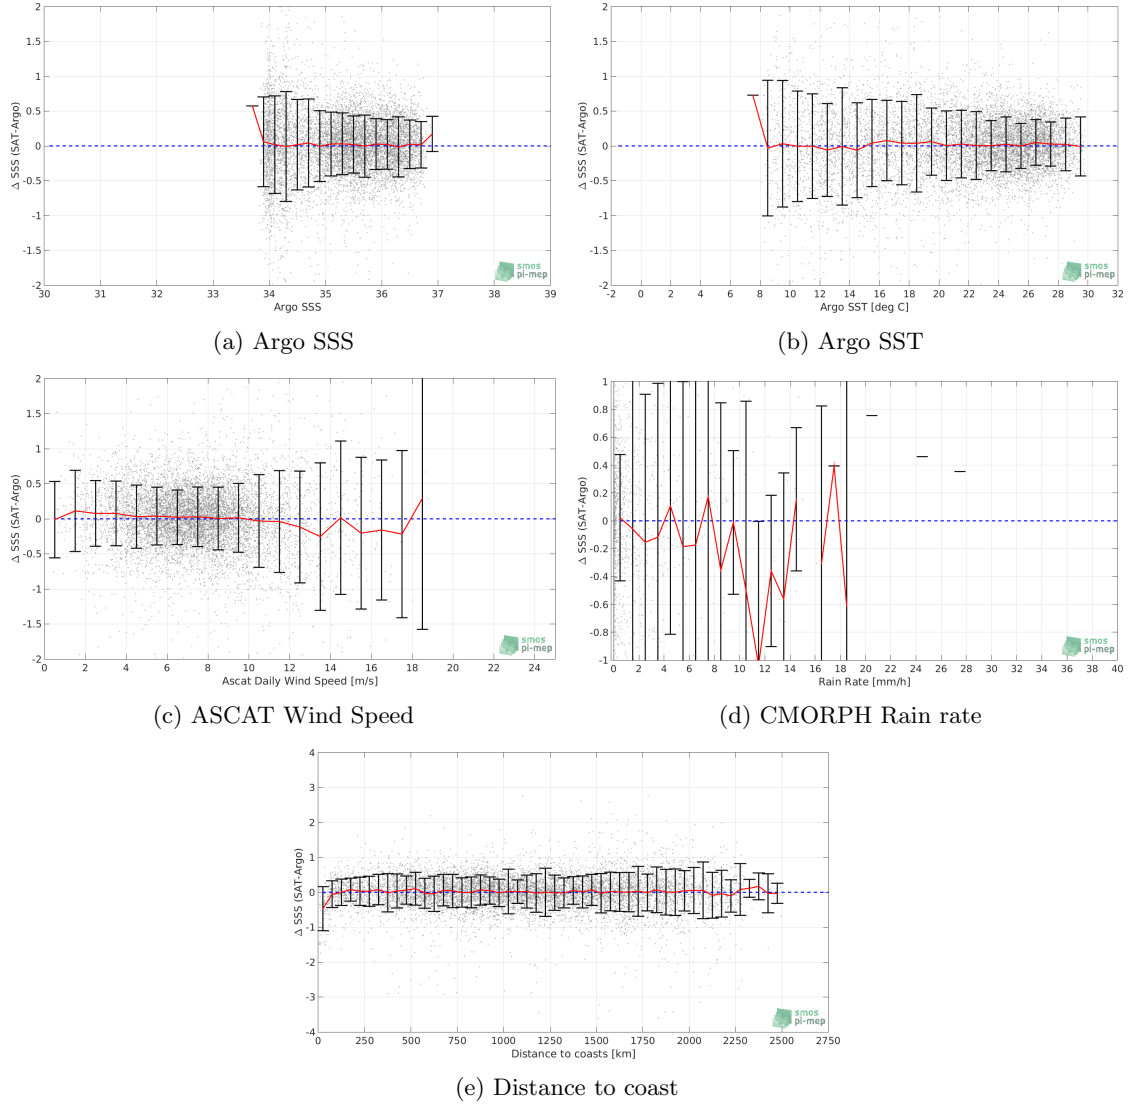 2
1.5
1
0.5
0
-0.5
-1
-1.5
-2
Δ SSS (SAT-Argo)
30 31 32 33 34 35 36 37 38 39
Argo SSS
smos
pi-mep
(a) Argo SSS
2
1.5
1
0.5
0
-0.5
-1
-1.5
-2
Δ SSS (SAT-Argo)
-2 0 2 4 6 8 10 12 14 16 18 20 22 24 26 28 30 32
Argo SST [deg C]
smos
pi-mep
(b) Argo SST
2
1.5
1
0.5
0
-0.5
-1
-1.5
-2
Δ SSS (SAT-Argo)
0 2 4 6 8 10 12 14 16 18 20 22 24
Ascat Daily Wind Speed [m/s]
smos
pi-mep
(c) ASCAT Wind Speed
1
0.8
0.6
0.4
0.2
0
-0.2
-0.4
-0.6
-0.8
-1
Δ SSS (SAT-Argo)
0 2 4 6 8 10 12 14 16 18 20 22 24 26 28 30 32 34 36 38 40
Rain Rate [mm/h]
smos
pi-mep
(d) CMORPH Rain rate
4
3
2
1
0
-1
-2
-3
-4
Δ SSS (SAT-Argo)
0 250 500 750 1000 1250 1500 1750 2000 2250 2500 2750
Distance to coasts [km]
smos
pi-mep
(e) Distance to coast